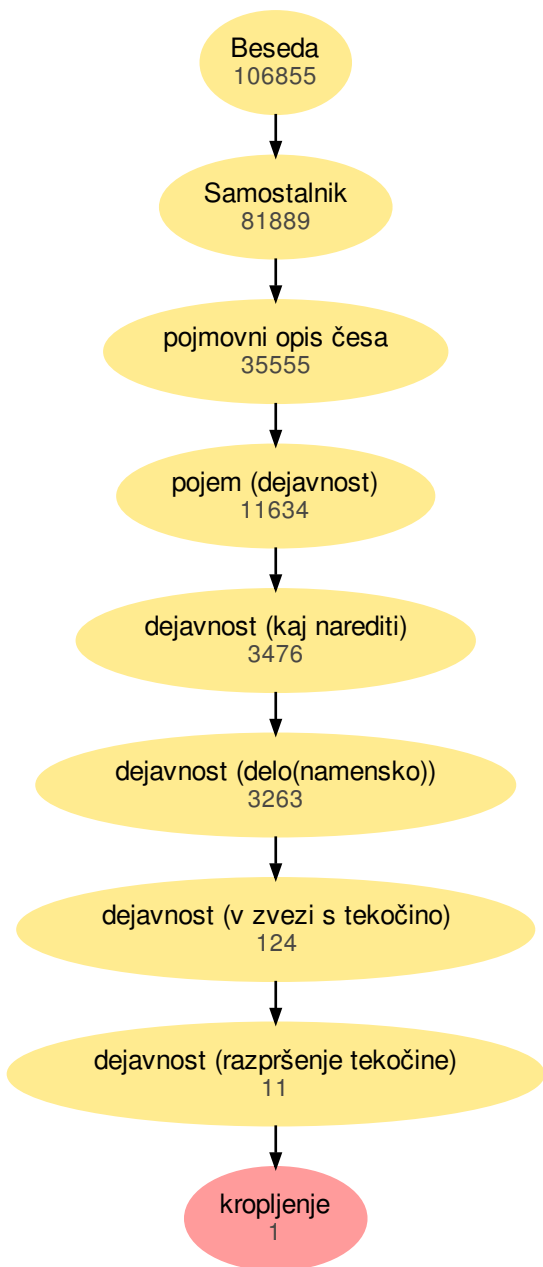 Beseda
106855
Samostalnik
81889
pojmovni opis česa
35555
pojem (dejavnost)
11634
dejavnost (kaj narediti)
3476
dejavnost (delo(namensko))
3263
dejavnost (v zvezi s tekočino)
124
dejavnost (razpršenje tekočine)
11
kropljenje
1